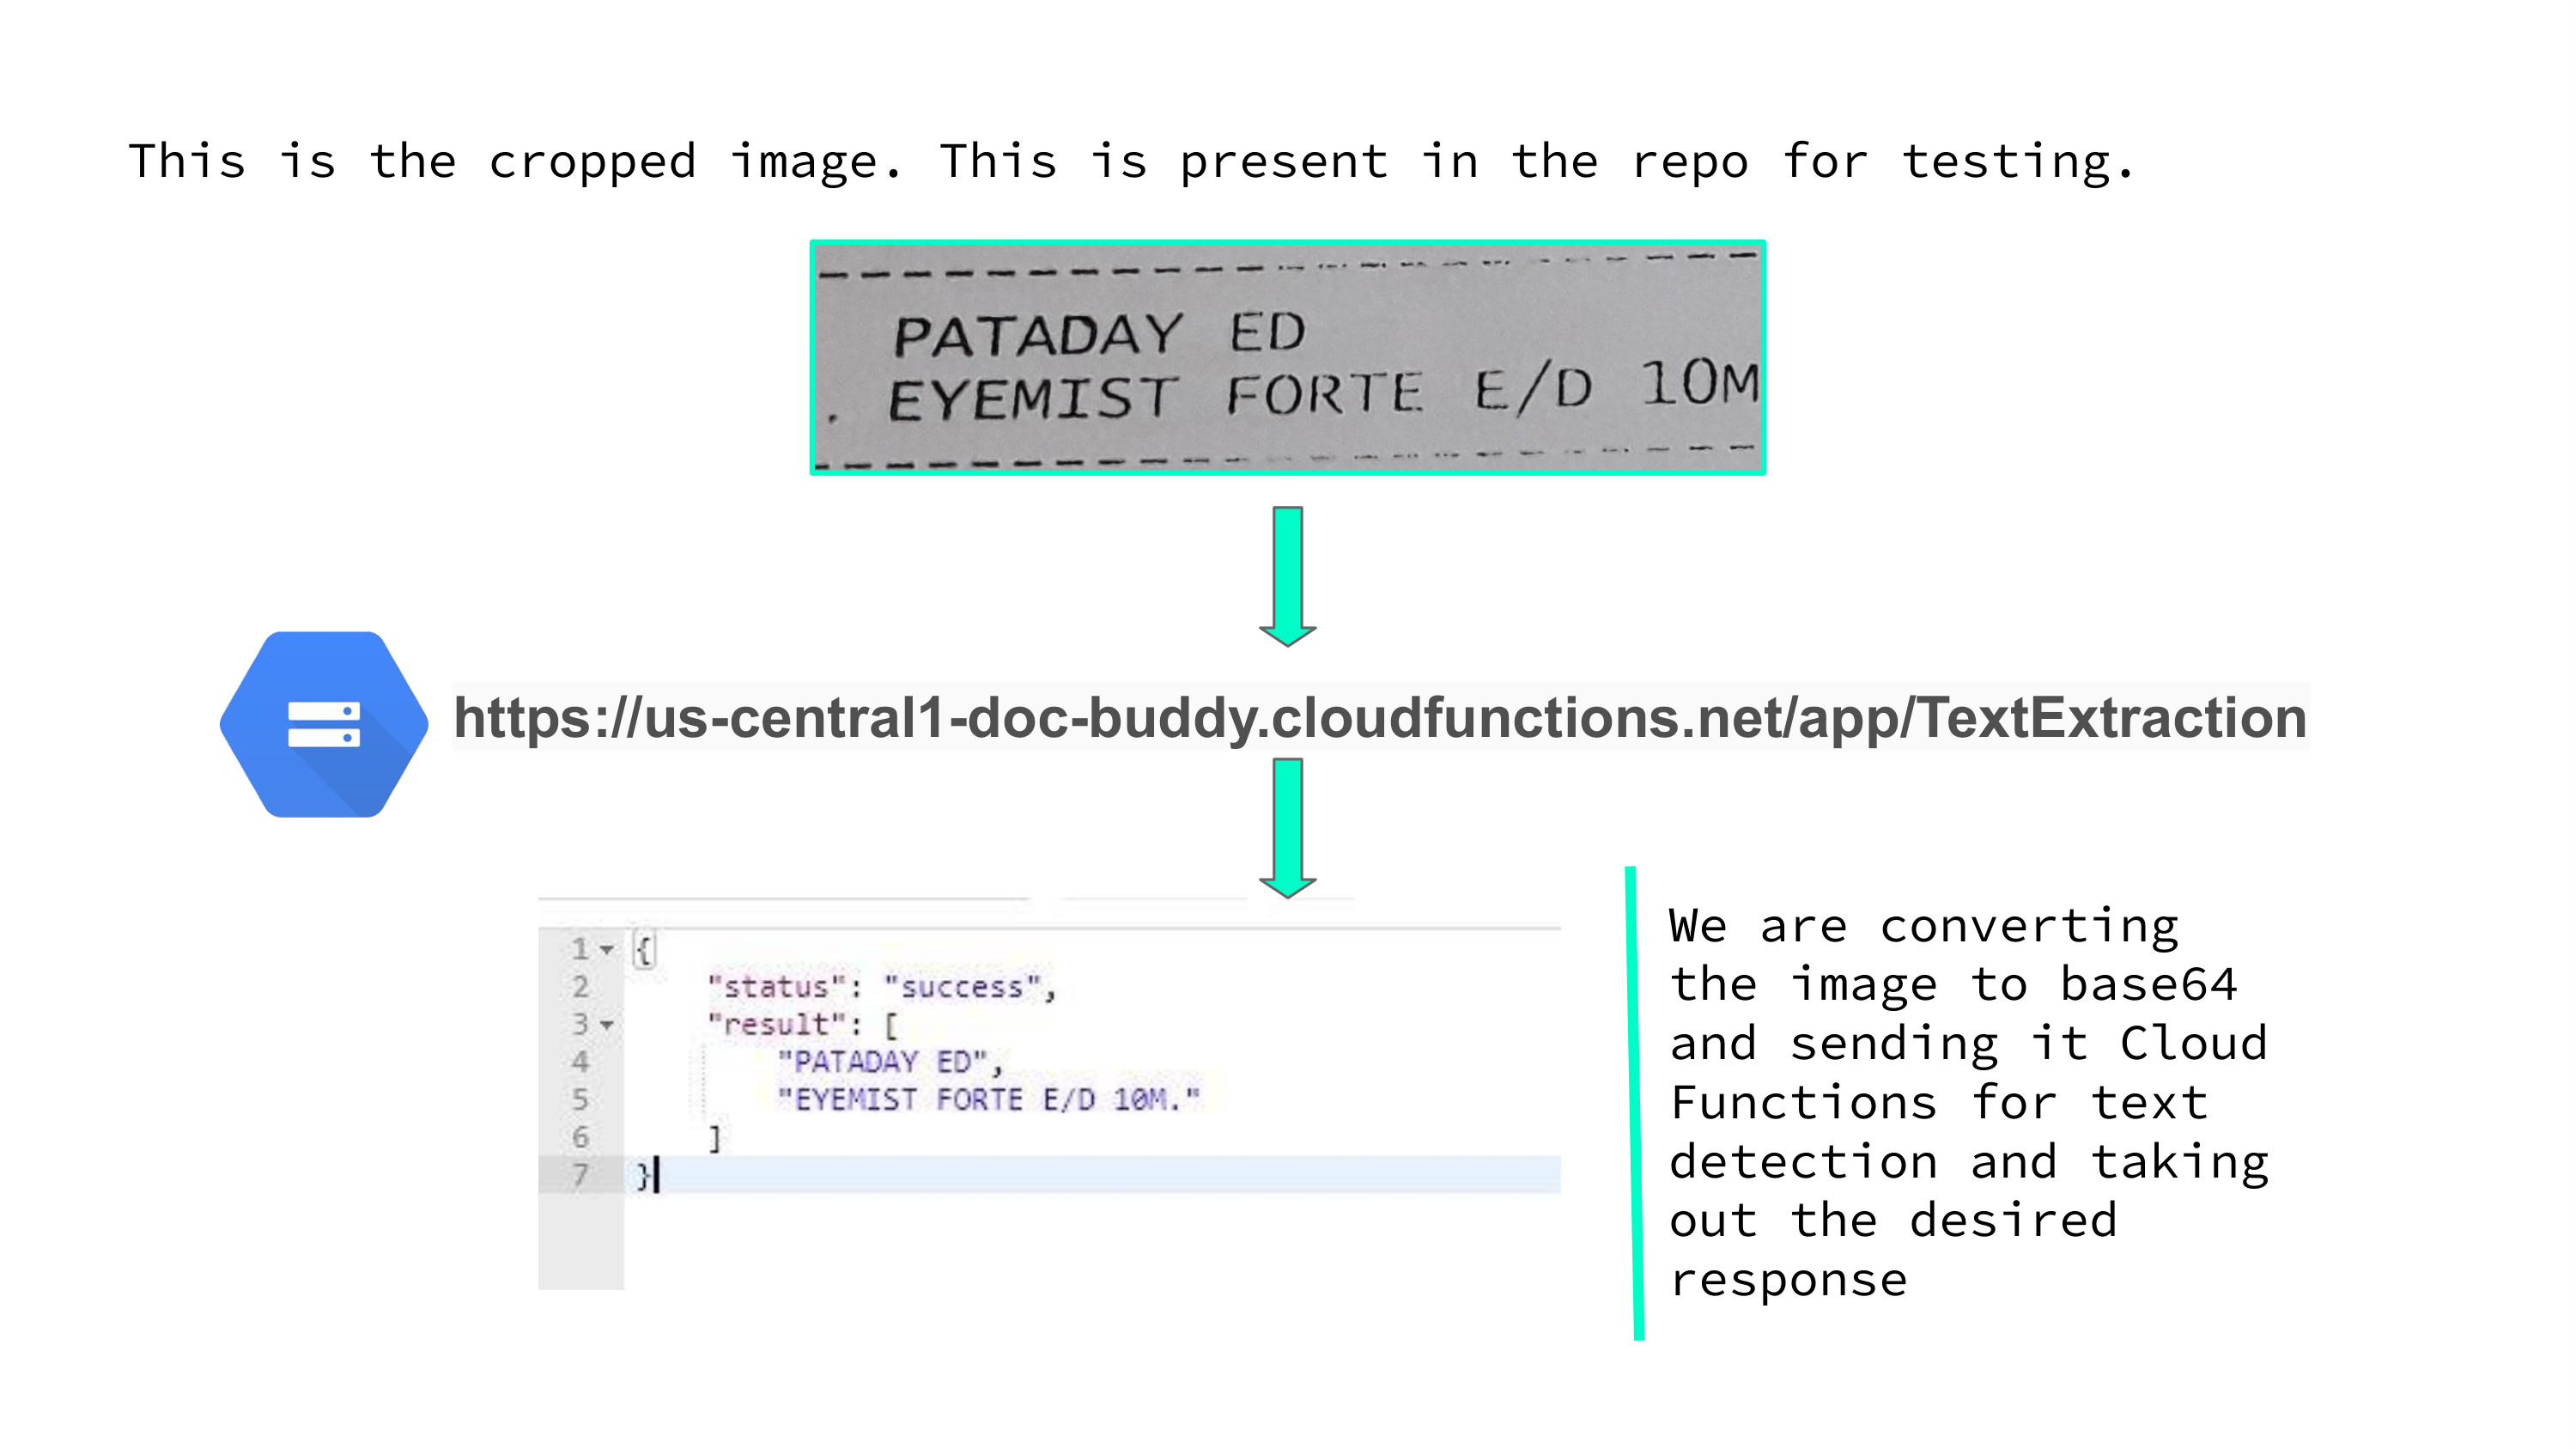 This is the cropped image. This is present in the repo for testing.
PATADAY ED
. EYEMIST FORTE E/D 10M
https://us-central1-doc-buddy.cloudfunctions.net/app/TextExtraction
1 {
2 "status": "success",
3 "result": [
4 "PATADAY ED",
5 "EYEMIST FORTE E/D 10M."
6 ]
7 }
We are converting
the image to base64
and sending it Cloud
Functions for text
detection and taking
out the desired
response